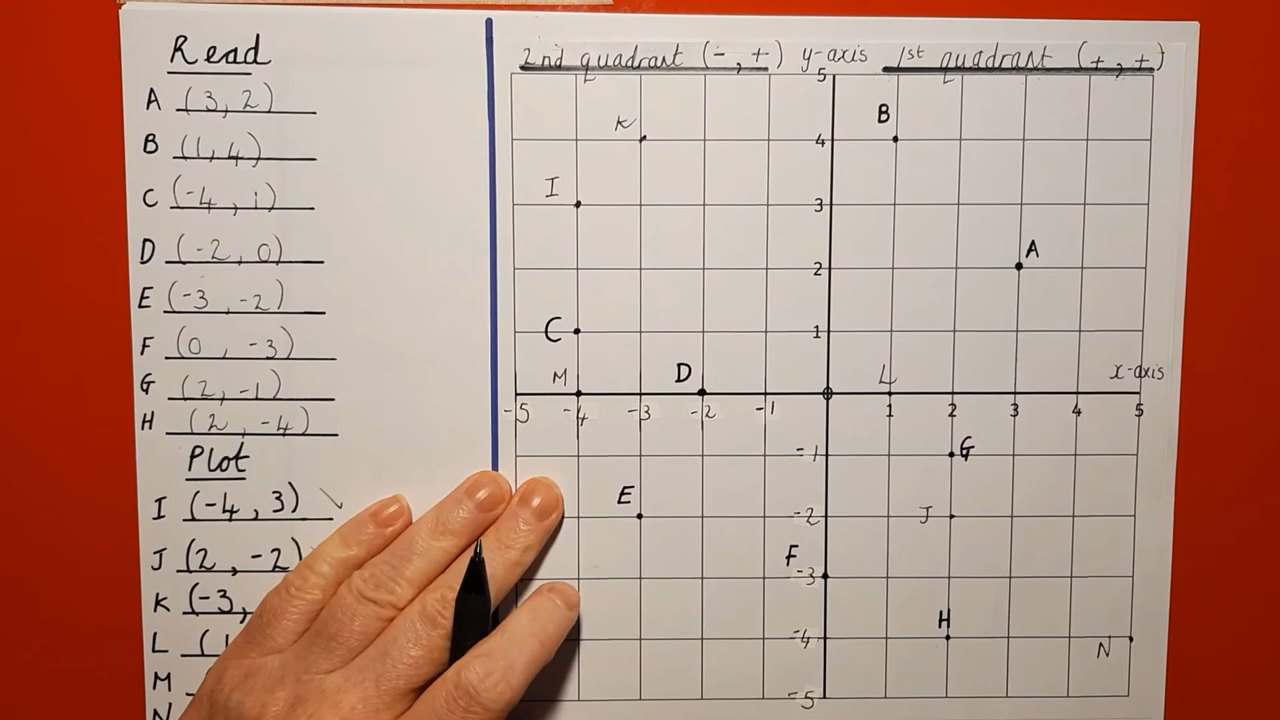 Read
A (3, 2)
B (1, 4)
C (-4, 1)
D (-2, 0)
E (-3, -2)
F (0, -3)
G (2, -1)
H (2, -4)
Plot
I (-4, 3)
J (2, -2)
K (-3,
L (1
M
N
2nd quadrant (-, +) y-axis 1st quadrant (+, +)
5
K B
4
I
3
A
2
C
1
M D L x-axis
-5 -4 -3 -2 -1 0 1 2 3 4 5
-1 G
E
-2 J
F
-3
H
-4 N
-5